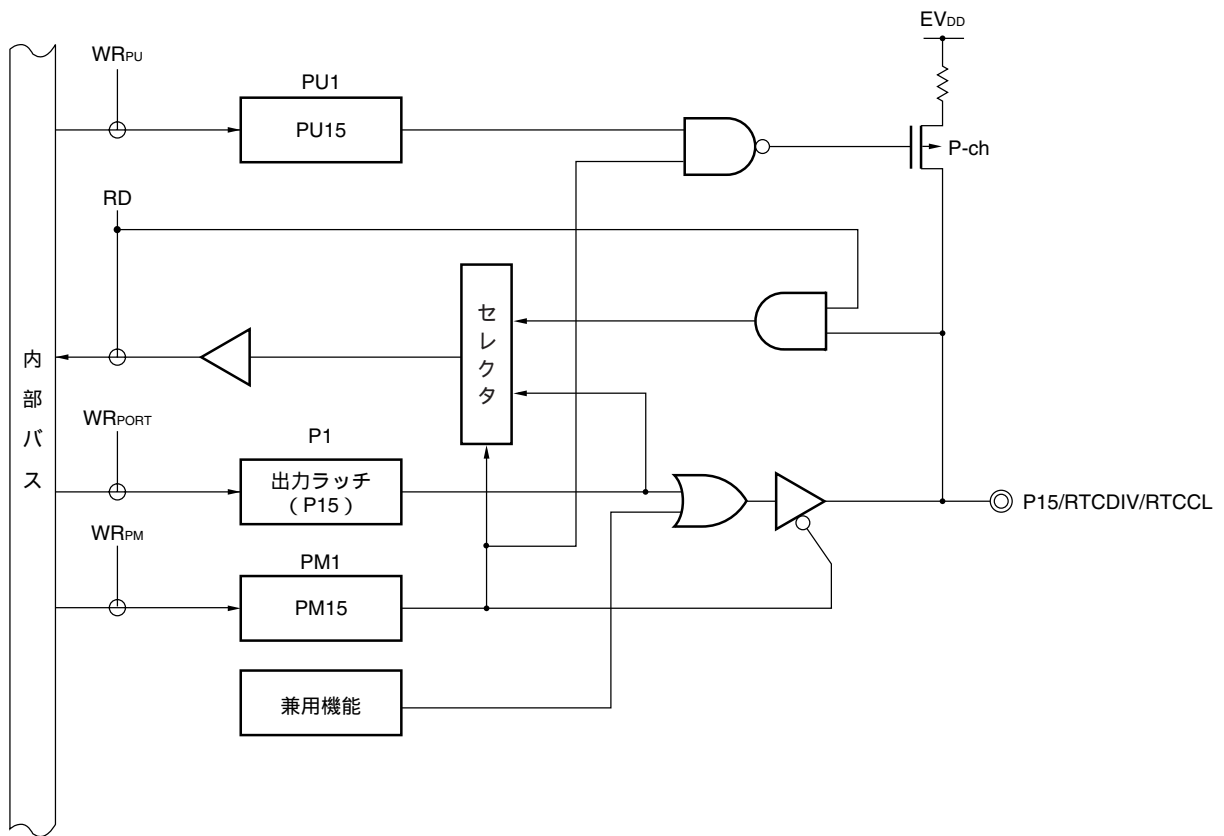 EVDD
WRPU
PU1
PU15
P-ch
RD
セレクタ
内部バス
WRPORT
P1
出力ラッチ
(P15)
P15/RTCDIV/RTCCL
WRPM
PM1
PM15
兼用機能